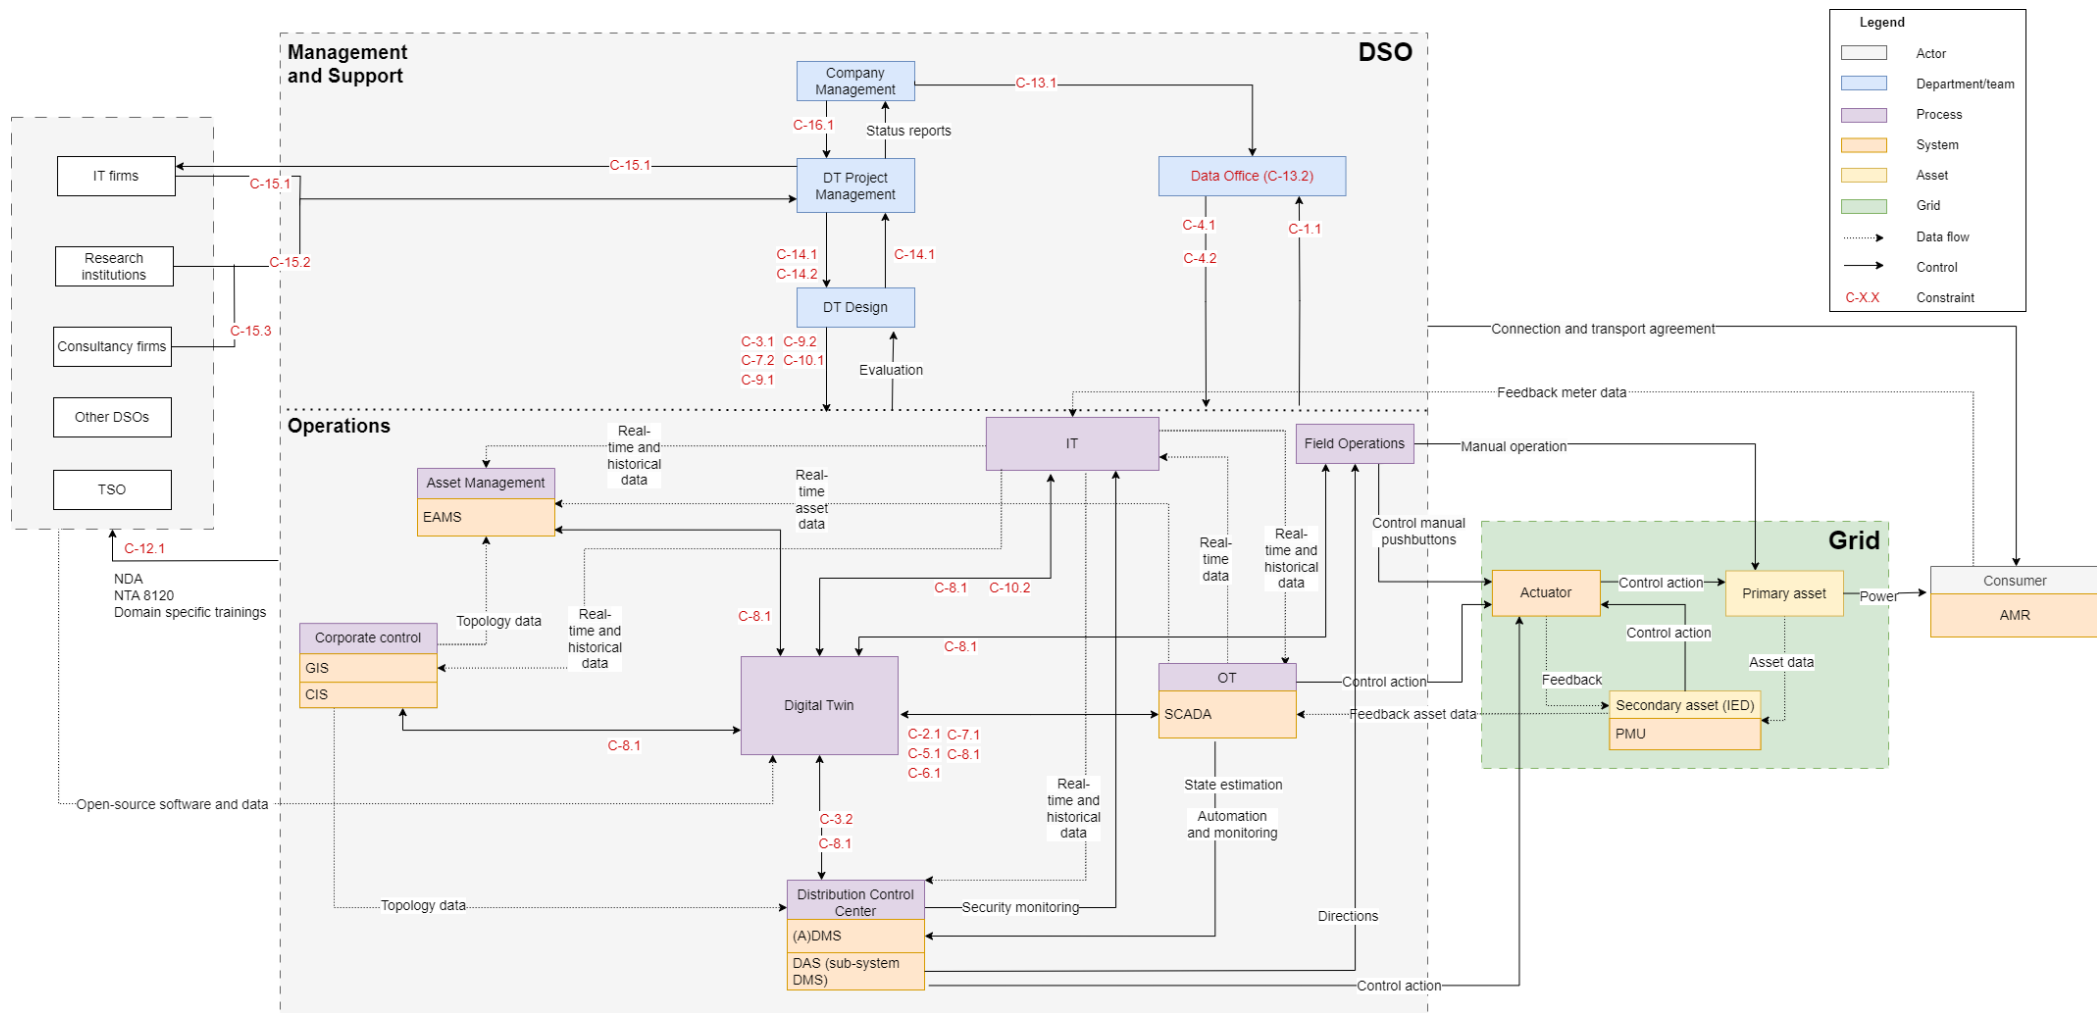 Legend
Actor
Department/team
Process
System
Asset
Grid
Data flow
Control
C-X.X
Constraint
Management
and Support
DSO
Company
Management
C-13.1
C-16.1
Status reports
IT firms
C-15.1
C-15.1
DT Project
Management
Data Office (C-13.2)
Research
institutions
C-15.2
C-14.1
C-14.2
C-14.1
C-4.1
C-4.2
C-1.1
Consultancy firms
C-15.3
DT Design
C-3.1
C-9.2
C-7.2
C-10.1
C-9.1
Evaluation
Connection and transport agreement
Feedback meter data
Other DSOs
TSO
C-12.1
NDA
NTA 8120
Domain specific trainings
Operations
Real-
time and
historical
data
IT
Field Operations
Manual operation
Asset Management
EAMS
Real-
time
asset
data
Real-
time
data
Real-
time and
historical
data
Control manual
pushbuttons
Grid
Actuator
Control action
Primary asset
Power
Consumer
AMR
Control action
Asset data
Feedback
Secondary asset (IED)
PMU
C-8.1
C-10.2
C-8.1
C-8.1
Topology data
Real-
time and
historical
data
Corporate control
GIS
CIS
Digital Twin
OT
SCADA
Control action
Feedback asset data
C-2.1
C-7.1
C-5.1
C-8.1
C-6.1
C-8.1
Open-source software and data
C-3.2
C-8.1
Real-
time and
historical
data
State estimation
Automation
and monitoring
Topology data
Distribution Control
Center
(A)DMS
DAS (sub-system
DMS)
Security monitoring
Directions
Control action